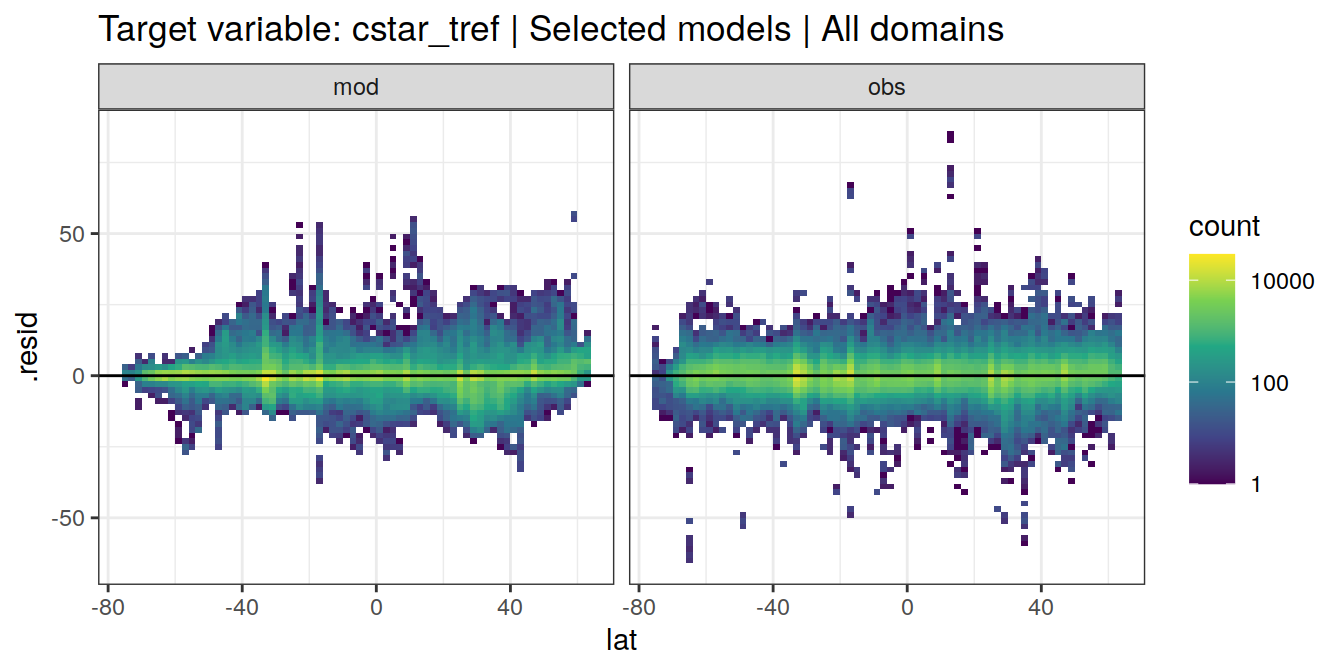 Target variable: cstar_tref | Selected models | All domains
mod
obs
.resid
50
0
-50
-80
-40
0
40
-80
-40
0
40
lat
count
10000
100
1